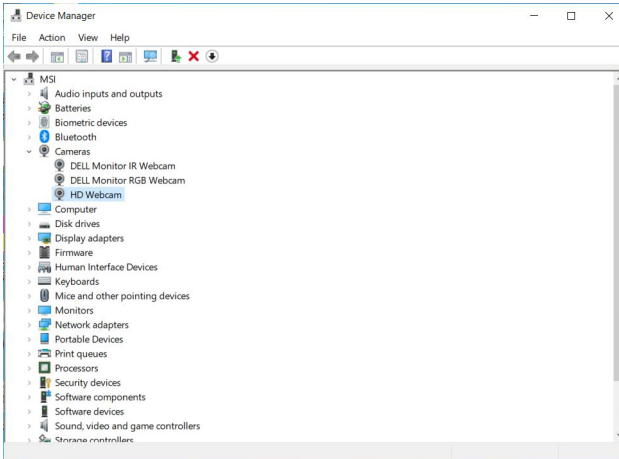 Device Manager
File Action View Help
MSI
Audio inputs and outputs
Batteries
Biometric devices
Bluetooth
Cameras
DELL Monitor IR Webcam
DELL Monitor RGB Webcam
HD Webcam
Computer
Disk drives
Display adapters
Firmware
Human Interface Devices
Keyboards
Mice and other pointing devices
Monitors
Network adapters
Portable Devices
Print queues
Processors
Security devices
Software components
Software devices
Sound, video and game controllers
Storage controllers